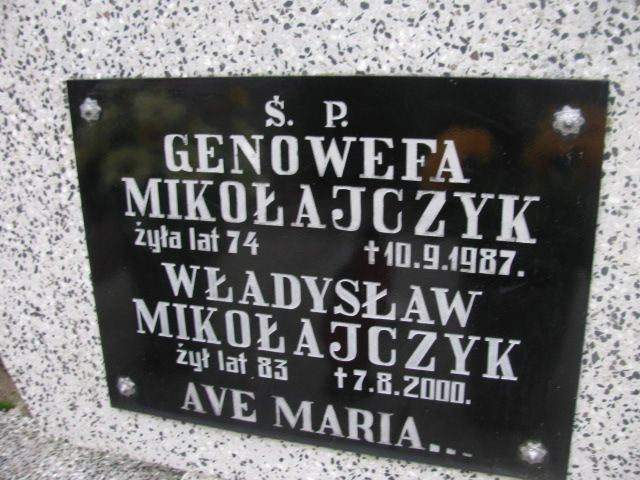 Ś. P.
GENOWEFA
MIKOŁAJCZYK
żyła lat 74 †10.9.1987.
WŁADYSŁAW
MIKOŁAJCZYK
żył lat 83 †7.8.2000.
AVE MARIA...